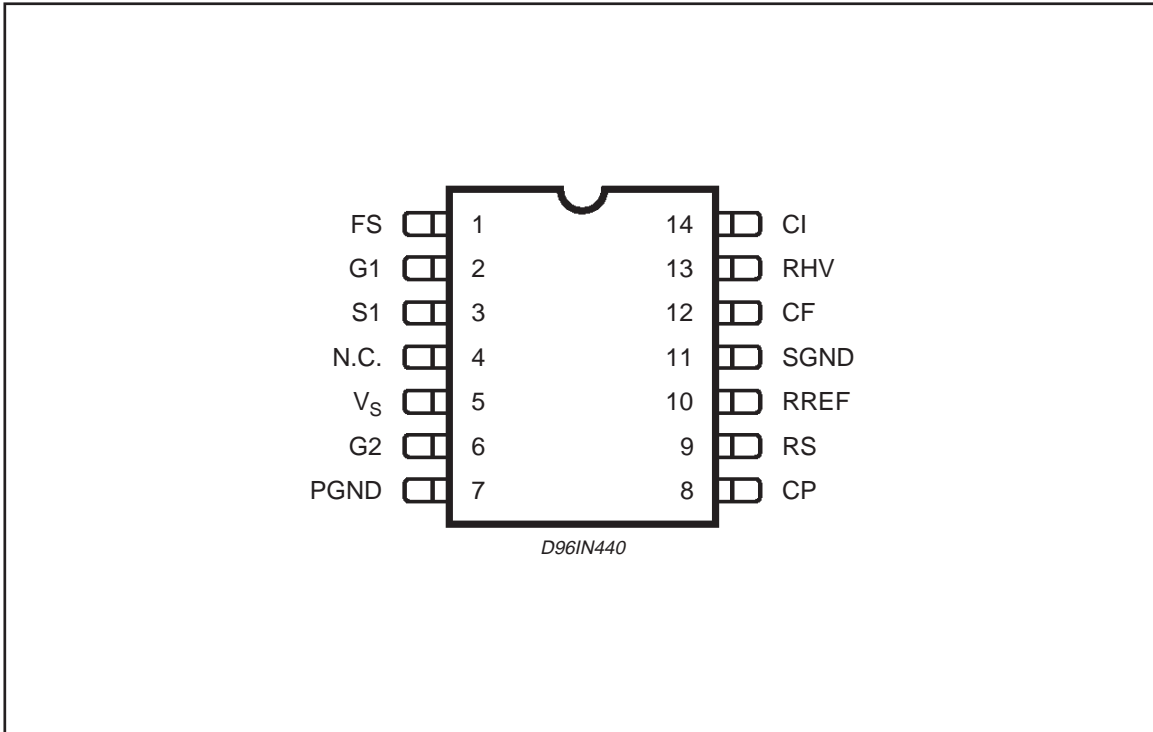 FS 1 14 CI
G1 2 13 RHV
S1 3 12 CF
N.C. 4 11 SGND
VS 5 10 RREF
G2 6 9 RS
PGND 7 8 CP
D96IN440